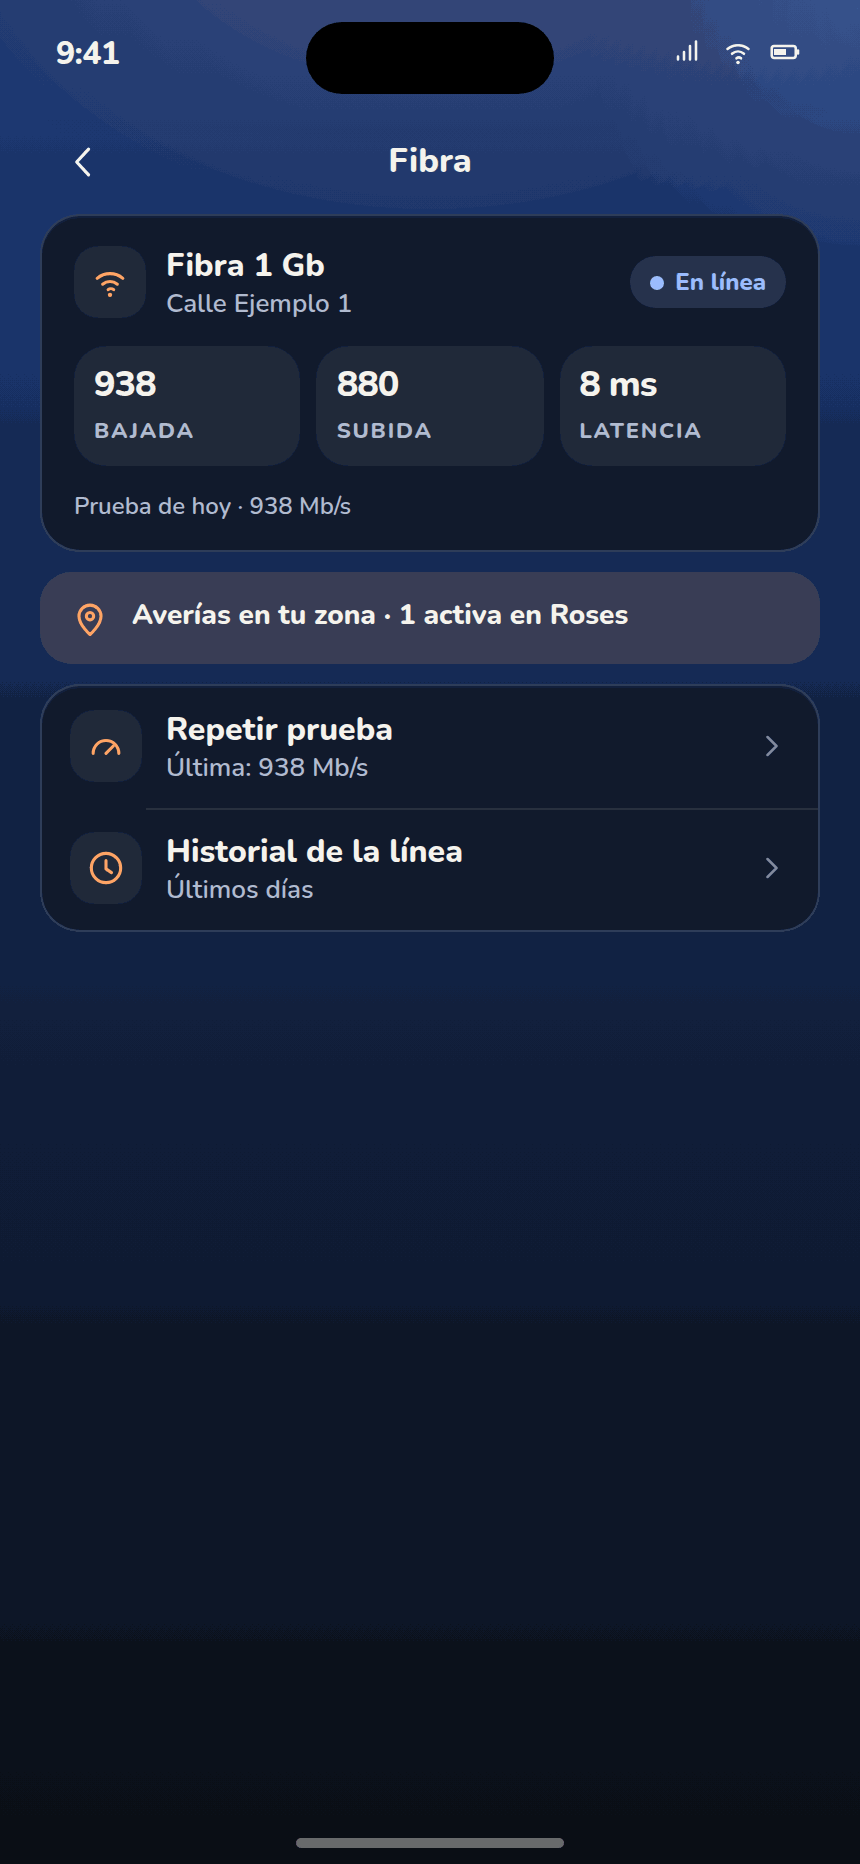 9:41
Fibra
Fibra 1 Gb
Calle Ejemplo 1
En línea
938
BAJADA
880
SUBIDA
8 ms
LATENCIA
Prueba de hoy · 938 Mb/s
Averías en tu zona · 1 activa en Roses
Repetir prueba
Última: 938 Mb/s
Historial de la línea
Últimos días